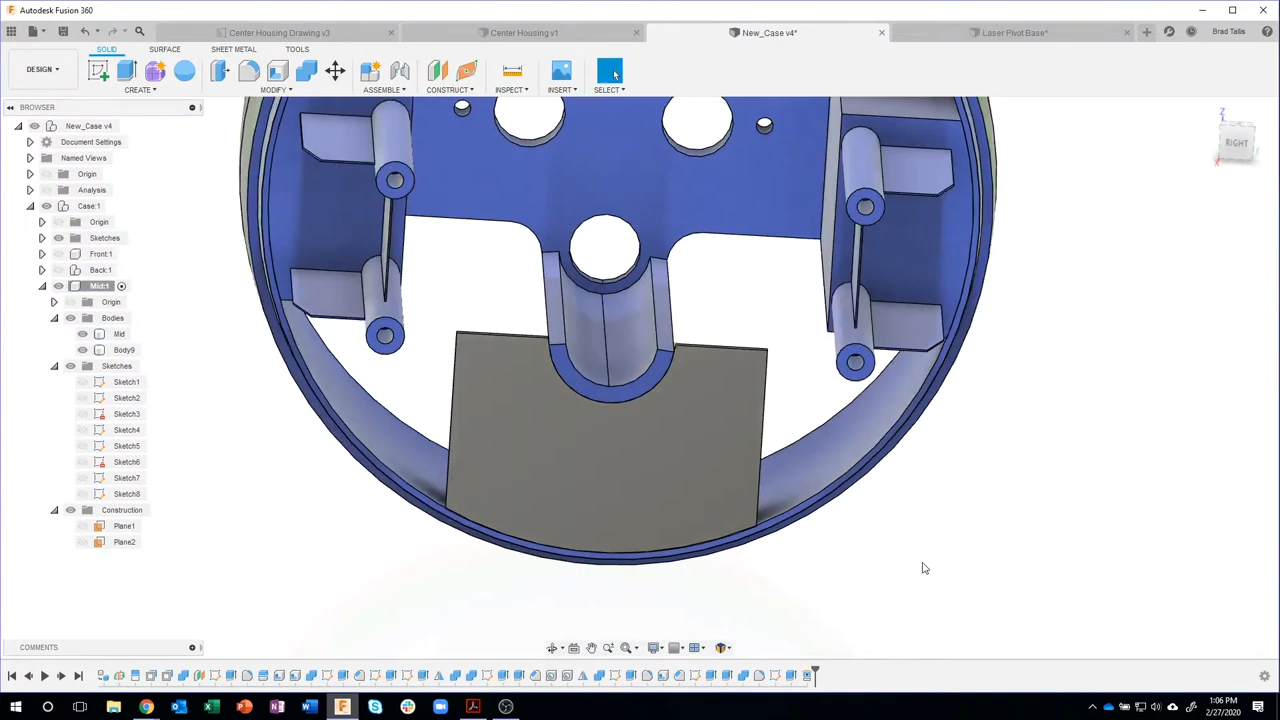 Autodesk Fusion 360
Center Housing Drawing v3
Center Housing v1
New_Case v4*
Laser Pivot Base*
Brad Tallis
SOLID
SURFACE
SHEET METAL
TOOLS
DESIGN
CREATE
MODIFY
ASSEMBLE
CONSTRUCT
INSPECT
INSERT
SELECT
BROWSER
New_Case v4
Document Settings
Named Views
Origin
Analysis
Case:1
Origin
Sketches
Front:1
Back:1
Mid:1
Origin
Bodies
Mid
Body9
Sketches
Sketch1
Sketch2
Sketch3
Sketch4
Sketch5
Sketch6
Sketch7
Sketch8
Construction
Plane1
Plane2
Z
RIGHT
X
COMMENTS
1:06 PM
2/27/2020